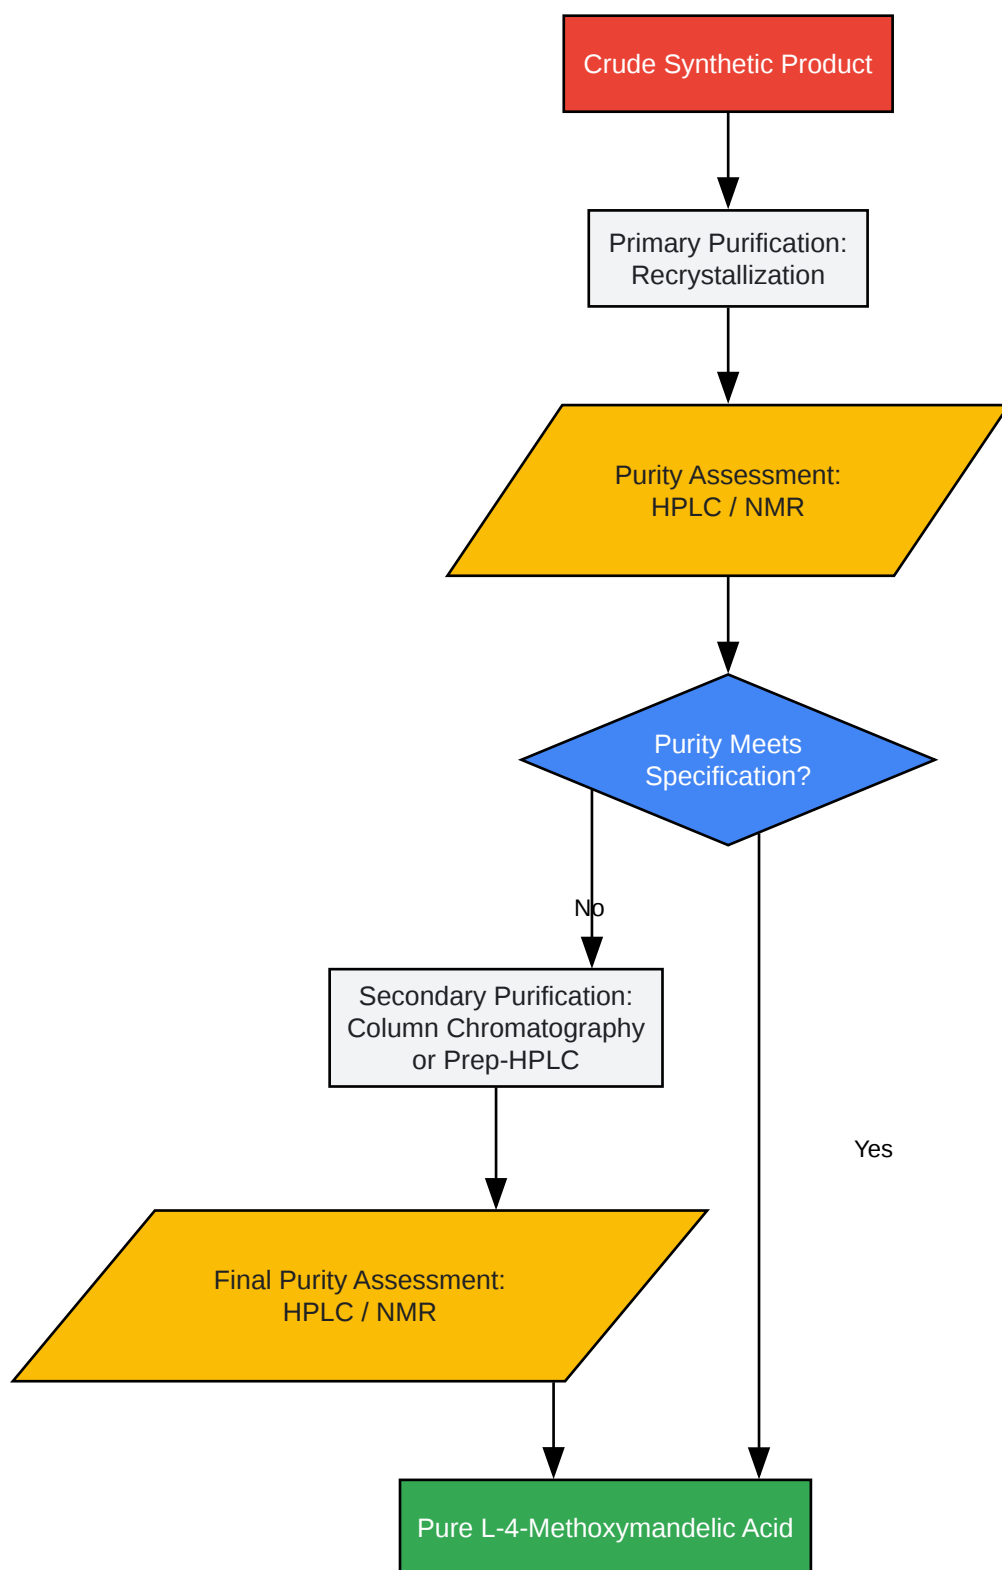 Crude Synthetic Product
Primary Purification:
Recrystallization
Purity Assessment:
HPLC / NMR
Purity Meets
Specification?
No
Secondary Purification:
Column Chromatography
or Prep-HPLC
Yes
Final Purity Assessment:
HPLC / NMR
Pure L-4-Methoxymandelic Acid